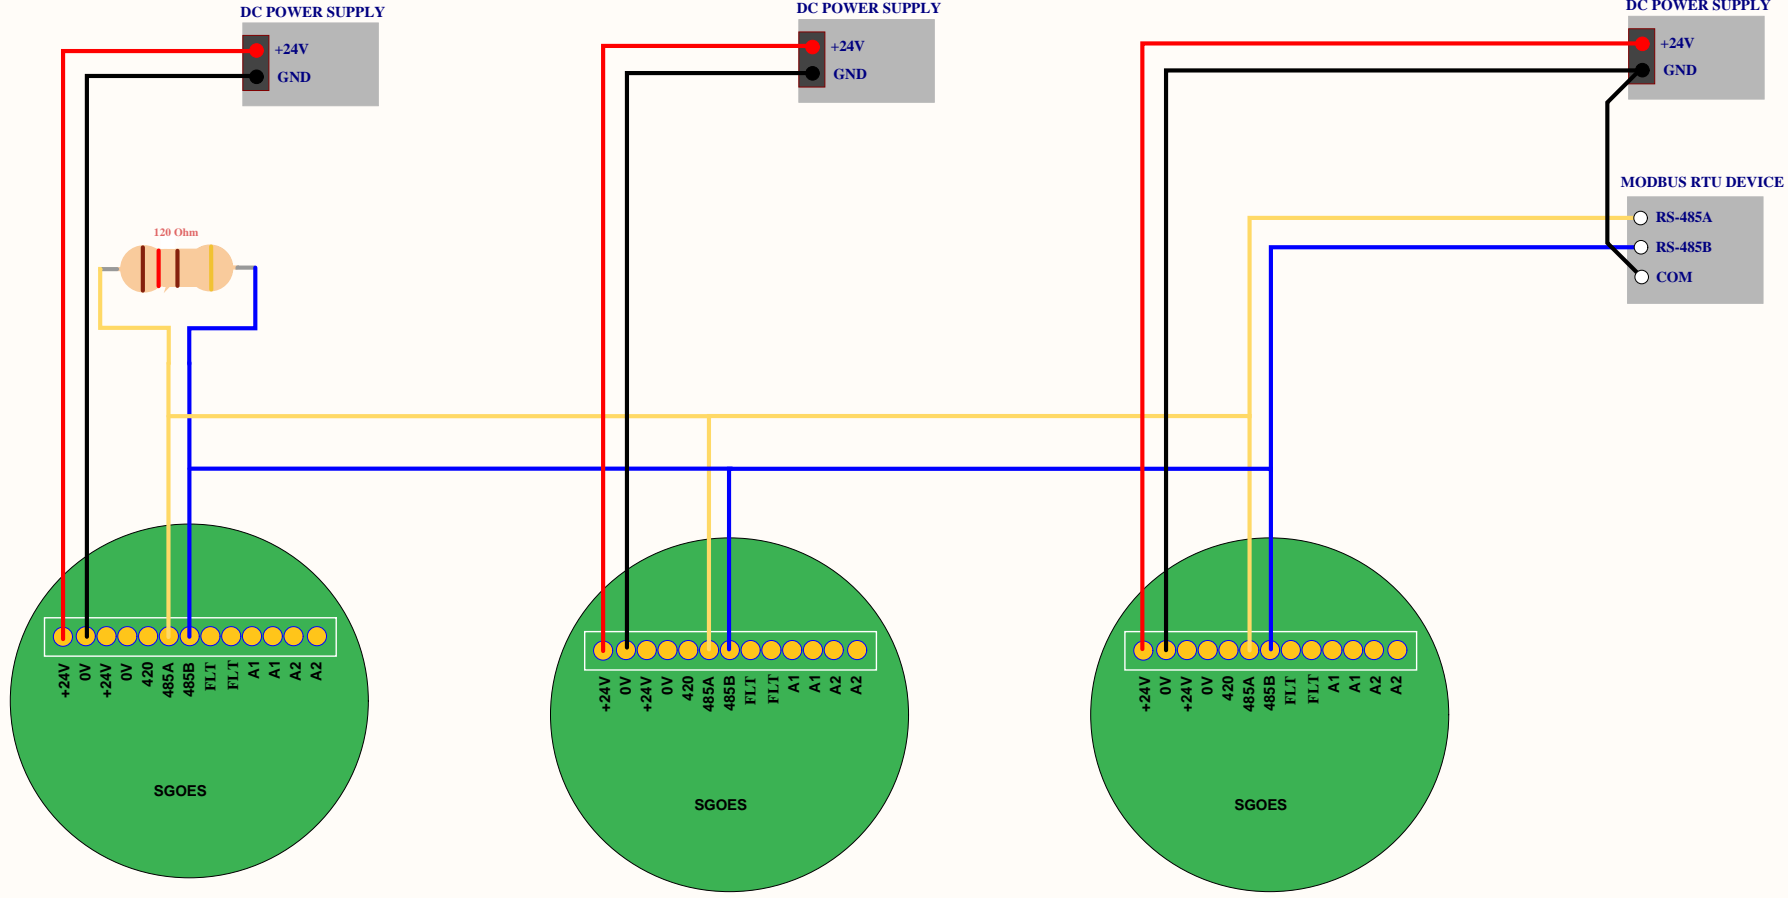 DC POWER SUPPLY
+24V
GND
DC POWER SUPPLY
+24V
GND
DC POWER SUPPLY
+24V
GND
MODBUS RTU DEVICE
RS-485A
RS-485B
COM
120 Ohm
+24V
0V
+24V
0V
420
485A
485B
FLT
FLT
A1
A1
A2
A2
SGOES
+24V
0V
+24V
0V
420
485A
485B
FLT
FLT
A1
A1
A2
A2
SGOES
+24V
0V
+24V
0V
420
485A
485B
FLT
FLT
A1
A1
A2
A2
SGOES